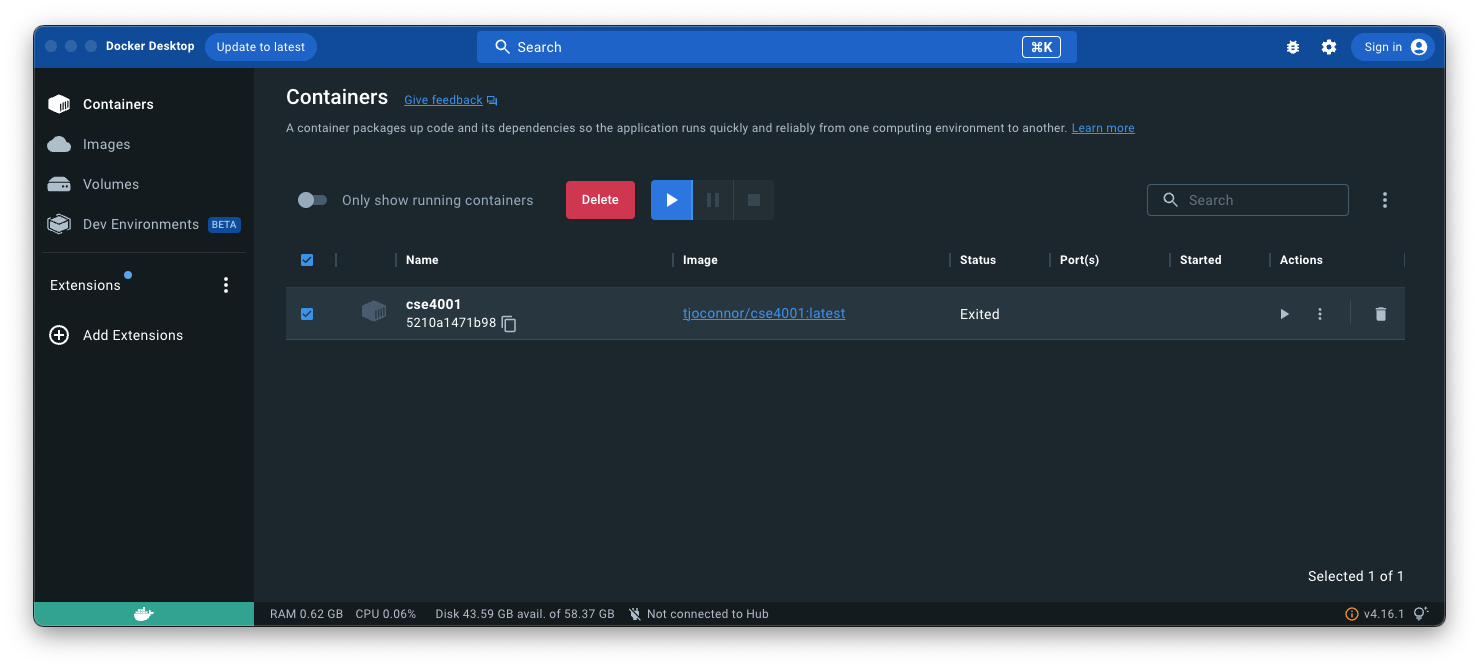 Docker Desktop Update to latest Search ⌘K Sign in
Containers
Images
Volumes
Dev Environments BETA
Extensions
Add Extensions
Containers Give feedback
A container packages up code and its dependencies so the application runs quickly and reliably from one computing environment to another. Learn more
Only show running containers Delete Search
Name Image Status Port(s) Started Actions
cse4001
5210a1471b98 tjoconnor/cse4001:latest Exited
Selected 1 of 1
RAM 0.62 GB CPU 0.06% Disk 43.59 GB avail. of 58.37 GB Not connected to Hub v4.16.1